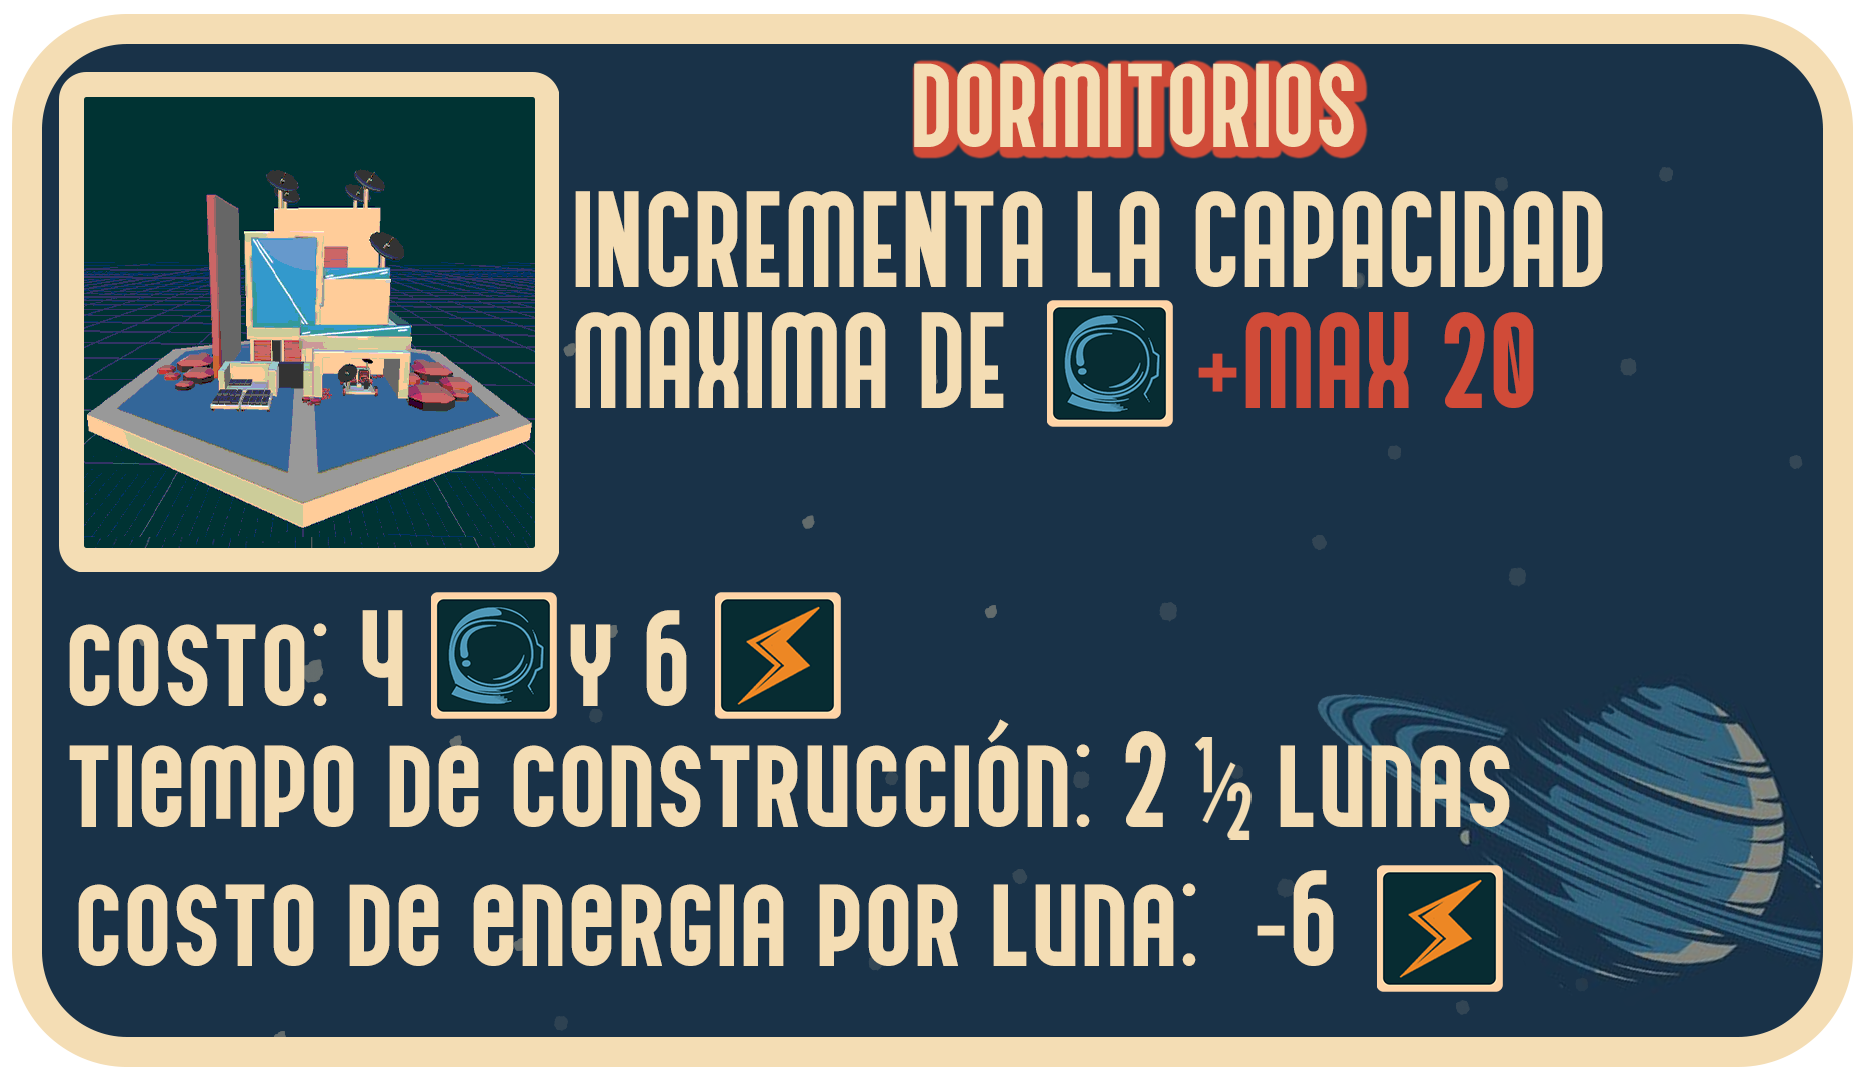 DORMITORIOS
INCREMENTA LA CAPACIDAD
MAXIMA DE +MAX 20
COSTO: 4 Y 6
TIEMPO DE CONSTRUCCIÓN: 2 ½ LUNAS
COSTO DE ENERGIA POR LUNA: -6